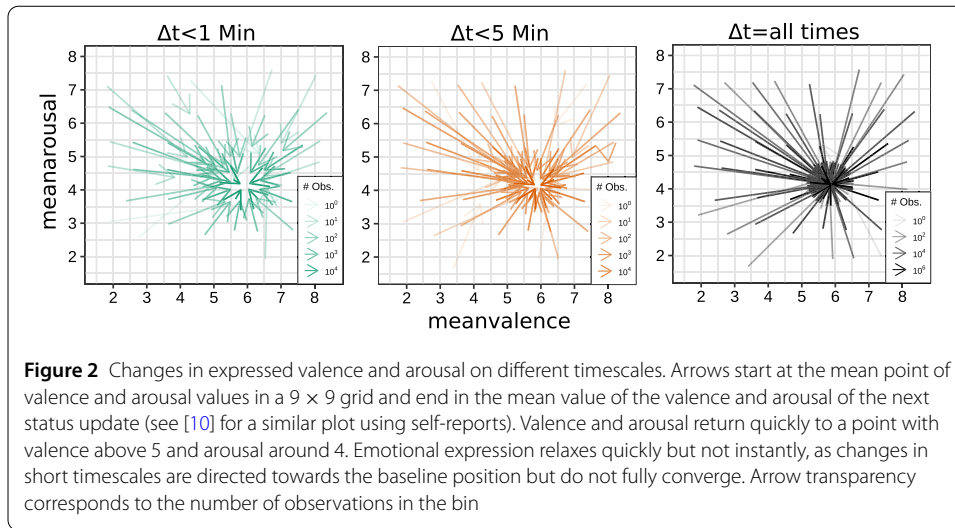 Δt<1 Min
Δt<5 Min
Δt=all times
meanarousal
8
7
6
5
4
3
2
2 3 4 5 6 7 8
# Obs.
10⁰
10¹
10²
10³
10⁴
8
7
6
5
4
3
2
2 3 4 5 6 7 8
# Obs.
10⁰
10¹
10²
10³
10⁴
8
7
6
5
4
3
2
2 3 4 5 6 7 8
# Obs.
10⁰
10²
10⁴
10⁶
meanvalence
Figure 2 Changes in expressed valence and arousal on different timescales. Arrows start at the mean point of
valence and arousal values in a 9 × 9 grid and end in the mean value of the valence and arousal of the next
status update (see [10] for a similar plot using self-reports). Valence and arousal return quickly to a point with
valence above 5 and arousal around 4. Emotional expression relaxes quickly but not instantly, as changes in
short timescales are directed towards the baseline position but do not fully converge. Arrow transparency
corresponds to the number of observations in the bin